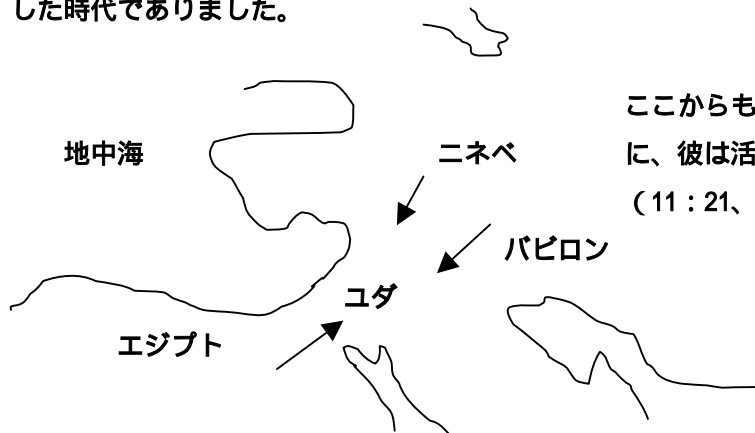 した時代でありました。
ここからも
地中海
ニネベ
に、彼は活
（11：21、
バビロン
ユダ
エジプト